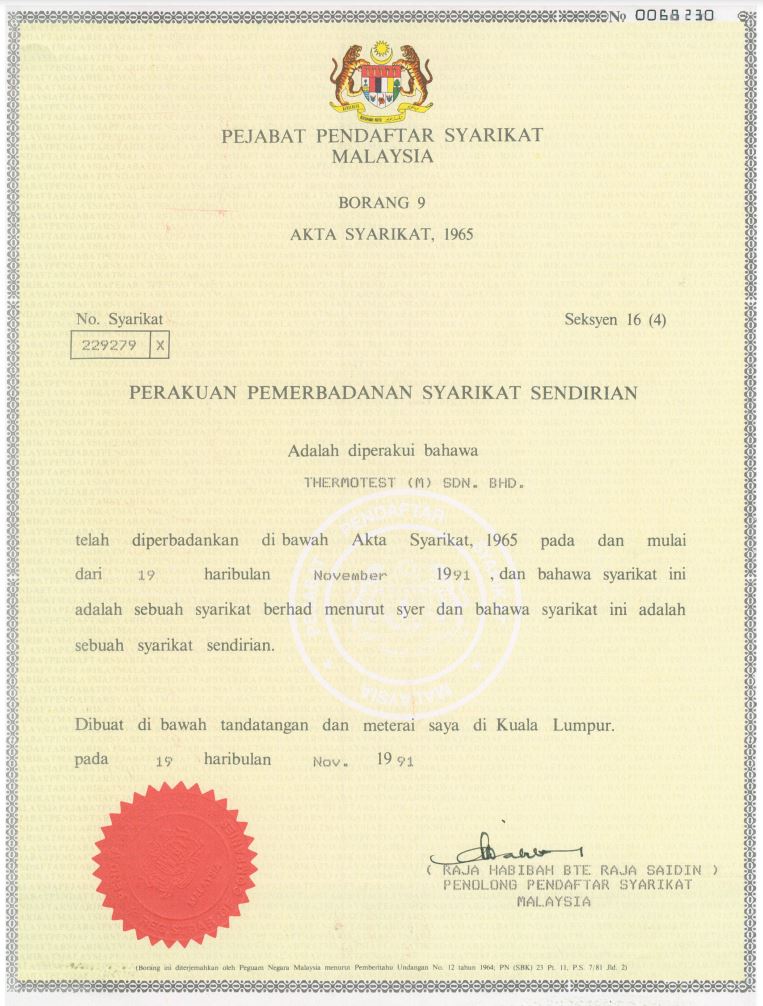 No 0068230
PEJABAT PENDAFTAR SYARIKAT
MALAYSIA
BORANG 9
AKTA SYARIKAT, 1965
No. Syarikat
Seksyen 16 (4)
229279 X
PERAKUAN PEMERBADANAN SYARIKAT SENDIRIAN
Adalah diperakui bahawa
THERMOTEST (M) SDN. BHD.
telah diperbadankan di bawah Akta Syarikat, 1965 pada dan mulai
dari 19 haribulan November 1991 , dan bahawa syarikat ini
adalah sebuah syarikat berhad menurut syer dan bahawa syarikat ini adalah
sebuah syarikat sendirian.
PENDAFTAR
MALAYSIA
Dibuat di bawah tandatangan dan meterai saya di Kuala Lumpur.
pada 19 haribulan Nov. 1991
( RAJA HABIBAH BTE RAJA SAIDIN )
PENOLONG PENDAFTAR SYARIKAT
MALAYSIA
(Borang ini diterjemahkan oleh Peguam Negara Malaysia menurut Pemberitahu Undangan No. 12 tahun 1964; PN (SBK) 23 Pt. 11, P.S. 7/81 Jld. 2)